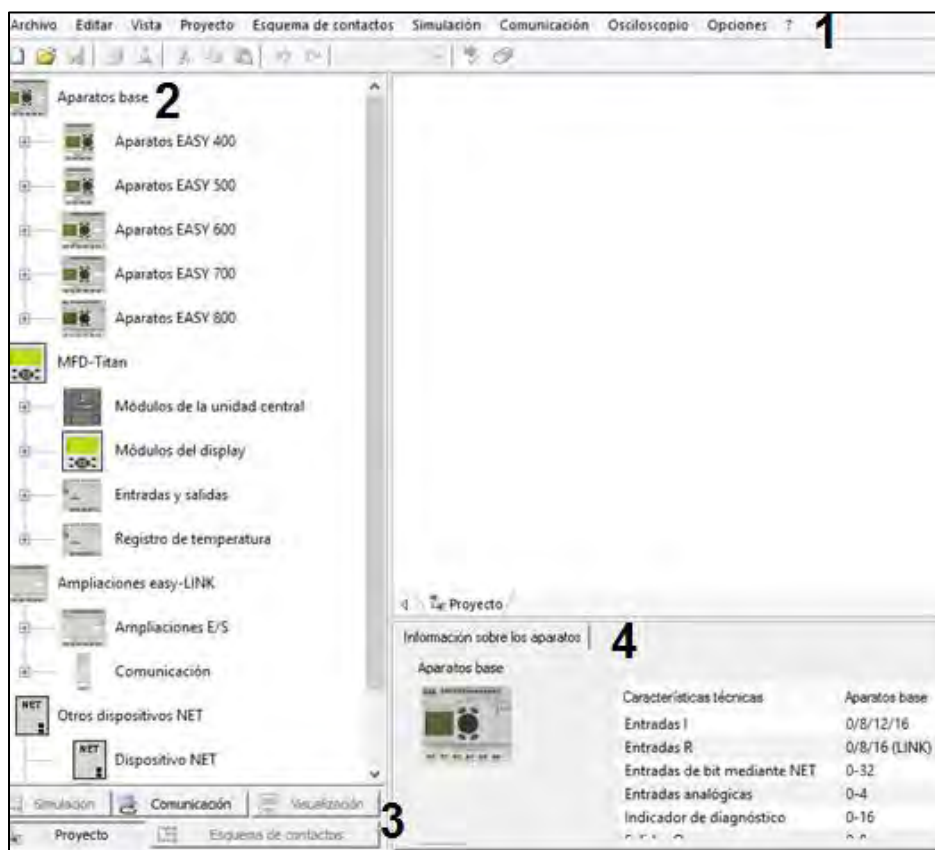 Archivo Editar Vista Proyecto Esquema de contactos Simulación Comunicación Osciloscopio Opciones ?
1
Aparatos base 2
Aparatos EASY 400
Aparatos EASY 500
Aparatos EASY 600
Aparatos EASY 700
Aparatos EASY 800
MFD-Titan
Módulos de la unidad central
Módulos del display
Entradas y salidas
Registro de temperatura
Ampliaciones easy-LINK
Ampliaciones E/S
Comunicación
NET
Otros dispositivos NET
NET
Dispositivo NET
Simulación Comunicación Visualización
Proyecto Esquema de contactos
3
Proyecto
Información sobre los aparatos
4
Aparatos base
Características técnicas Aparatos base
Entradas I 0/8/12/16
Entradas R 0/8/16 (LINK)
Entradas de bit mediante NET 0-32
Entradas analógicas 0-4
Indicador de diagnóstico 0-16